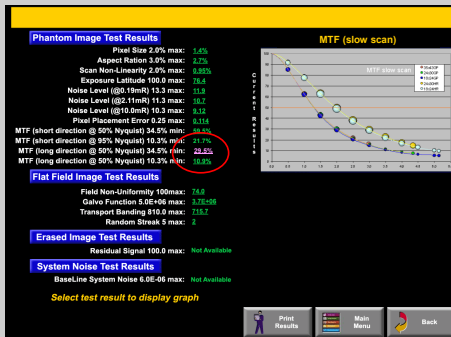 Phantom Image Test Results
Pixel Size 2.0% max: 1.4%
Aspect Ration 3.0% max: 2.7%
Scan Non-Linearity 2.0% max: 0.95%
Exposure Latitude 100.0 max: 76.4
Noise Level (@0.19mR) 13.3 max: 11.9
Noise Level (@2.11mR) 11.3 max: 10.7
Noise Level (@10.0mR) 10.3 max: 9.12
Pixel Placement Error 0.25 max: 0.114
MTF (short direction @ 50% Nyquist) 34.5% min: 59.5%
MTF (short direction @ 95% Nyquist) 10.3% min: 21.7%
MTF (long direction @ 50% Nyquist) 34.5% min: 29.5%
MTF (long direction @ 50% Nyquist) 10.3% min: 10.9%
Flat Field Image Test Results
Field Non-Uniformity 100max: 74.0
Galvo Function 5.0E+06 max: 3.7E+06
Transport Banding 810.0 max: 715.7
Random Streak 5 max: 2
Erased Image Test Results
Residual Signal 100.0 max: Not Available
System Noise Test Results
BaseLine System Noise 6.0E-06 max: Not Available
Select test result to display graph
MTF (slow scan)
MTF slow scan
Current Results
Print Results
Main Menu
Back